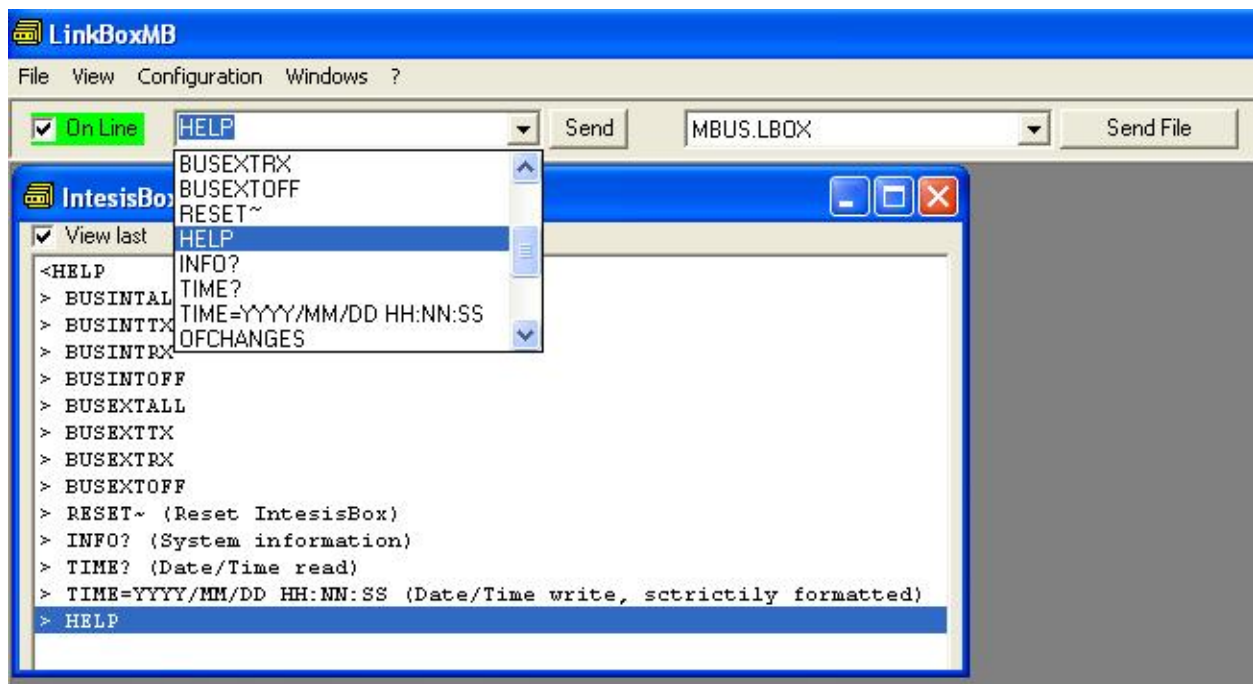 LinkBoxMB
File View Configuration Windows ?
On Line HELP Send MBUS.LBOX Send File
BUSEXTRX
BUSEXTOFF
RESET~
HELP
INFO?
TIME?
TIME=YYYY/MM/DD HH:NN:SS
OFCHANGES
IntesisBo
View last
<HELP
> BUSINTAL
> BUSINTTX
> BUSINTRX
> BUSINTOFF
> BUSEXTALL
> BUSEXTTX
> BUSEXTRX
> BUSEXTOFF
> RESET~ (Reset IntesisBox)
> INFO? (System information)
> TIME? (Date/Time read)
> TIME=YYYY/MM/DD HH:NN:SS (Date/Time write, sctrictily formatted)
> HELP